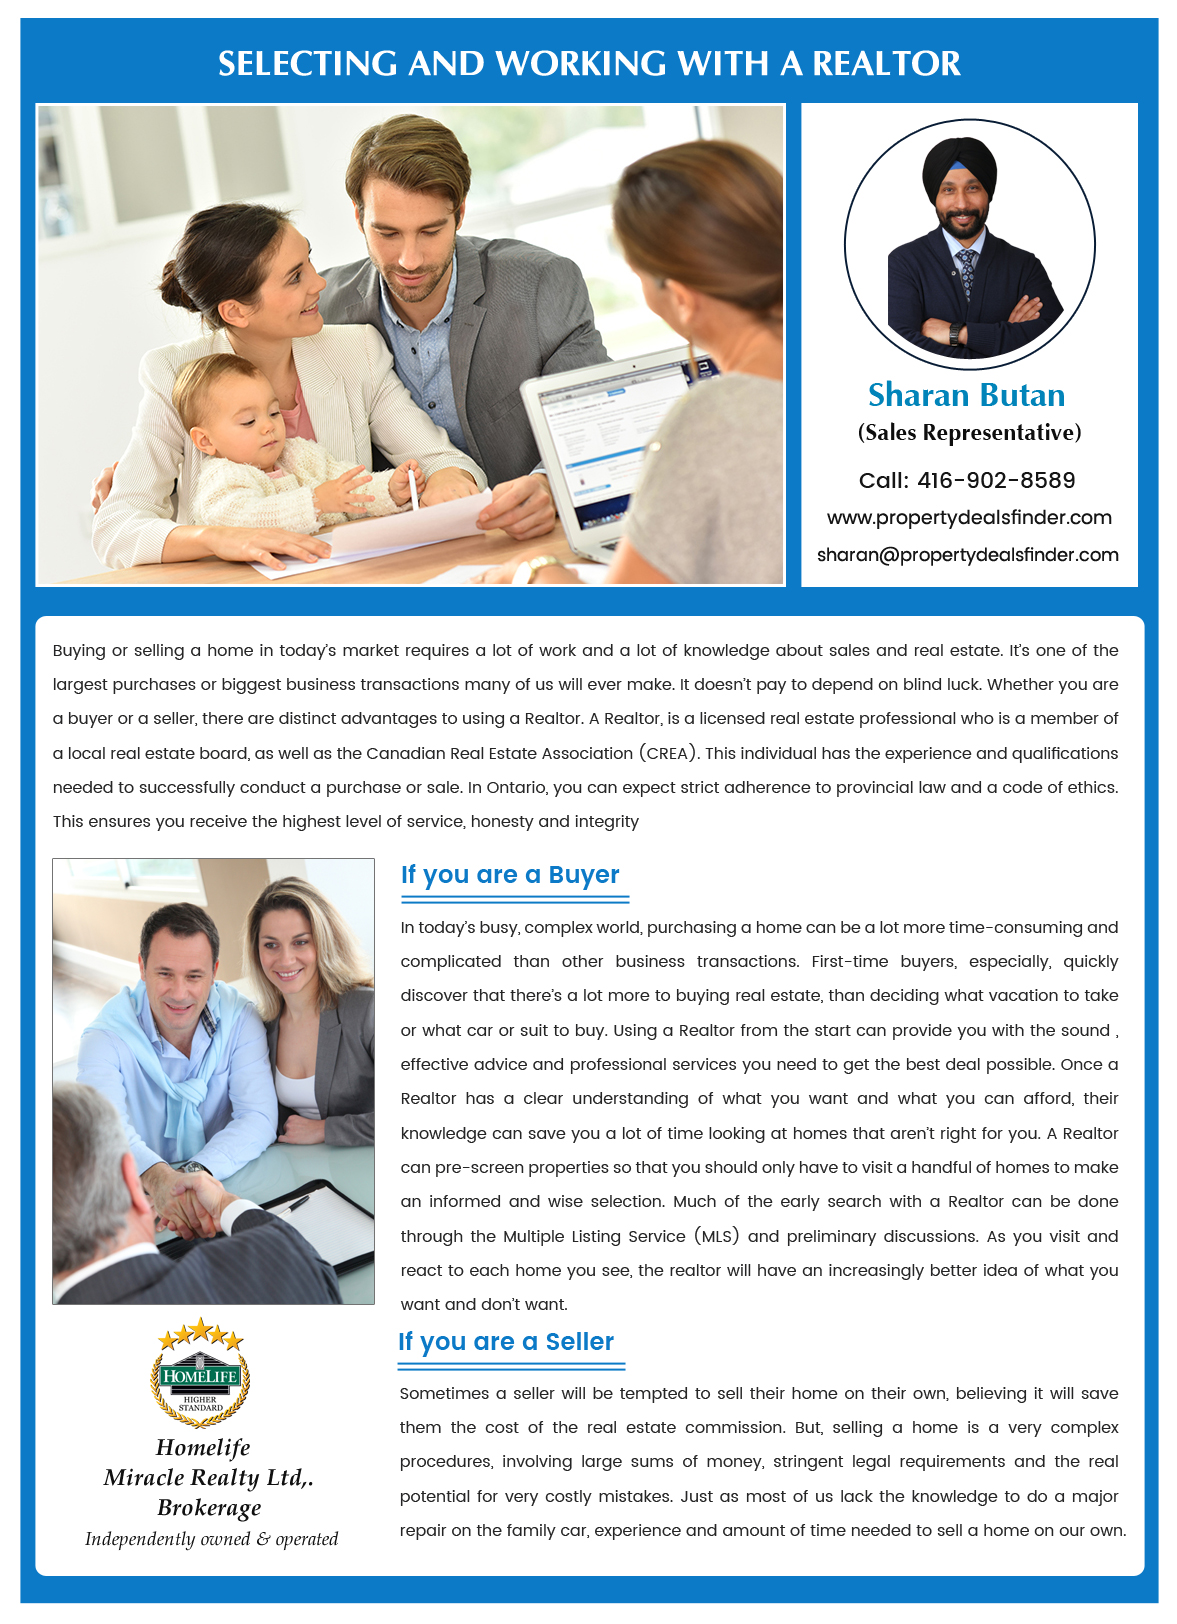 SELECTING AND WORKING WITH A REALTOR
Sharan Butan
(Sales Representative)
Call: 416-902-8589
www.propertydealsfinder.com
sharan@propertydealsfinder.com
Buying or selling a home in today's market requires a lot of work and a lot of knowledge about sales and real estate. It's one of the
largest purchases or biggest business transactions many of us will ever make. It doesn't pay to depend on blind luck. Whether you are
a buyer or a seller, there are distinct advantages to using a Realtor. A Realtor, is a licensed real estate professional who is a member of
a local real estate board, as well as the Canadian Real Estate Association (CREA). This individual has the experience and qualifications
needed to successfully conduct a purchase or sale. In Ontario, you can expect strict adherence to provincial law and a code of ethics.
This ensures you receive the highest level of service, honesty and integrity
If you are a Buyer
In today's busy, complex world, purchasing a home can be a lot more time-consuming and
complicated than other business transactions. First-time buyers, especially, quickly
discover that there's a lot more to buying real estate, than deciding what vacation to take
or what car or suit to buy. Using a Realtor from the start can provide you with the sound ,
effective advice and professional services you need to get the best deal possible. Once a
Realtor has a clear understanding of what you want and what you can afford, their
knowledge can save you a lot of time looking at homes that aren't right for you. A Realtor
can pre-screen properties so that you should only have to visit a handful of homes to make
an informed and wise selection. Much of the early search with a Realtor can be done
through the Multiple Listing Service (MLS) and preliminary discussions. As you visit and
react to each home you see, the realtor will have an increasingly better idea of what you
want and don't want.
If you are a Seller
Sometimes a seller will be tempted to sell their home on their own, believing it will save
them the cost of the real estate commission. But, selling a home is a very complex
procedures, involving large sums of money, stringent legal requirements and the real
potential for very costly mistakes. Just as most of us lack the knowledge to do a major
repair on the family car, experience and amount of time needed to sell a home on our own.
HOMELIFE
HIGHER
STANDARD
Homelife
Miracle Realty Ltd,.
Brokerage
Independently owned & operated